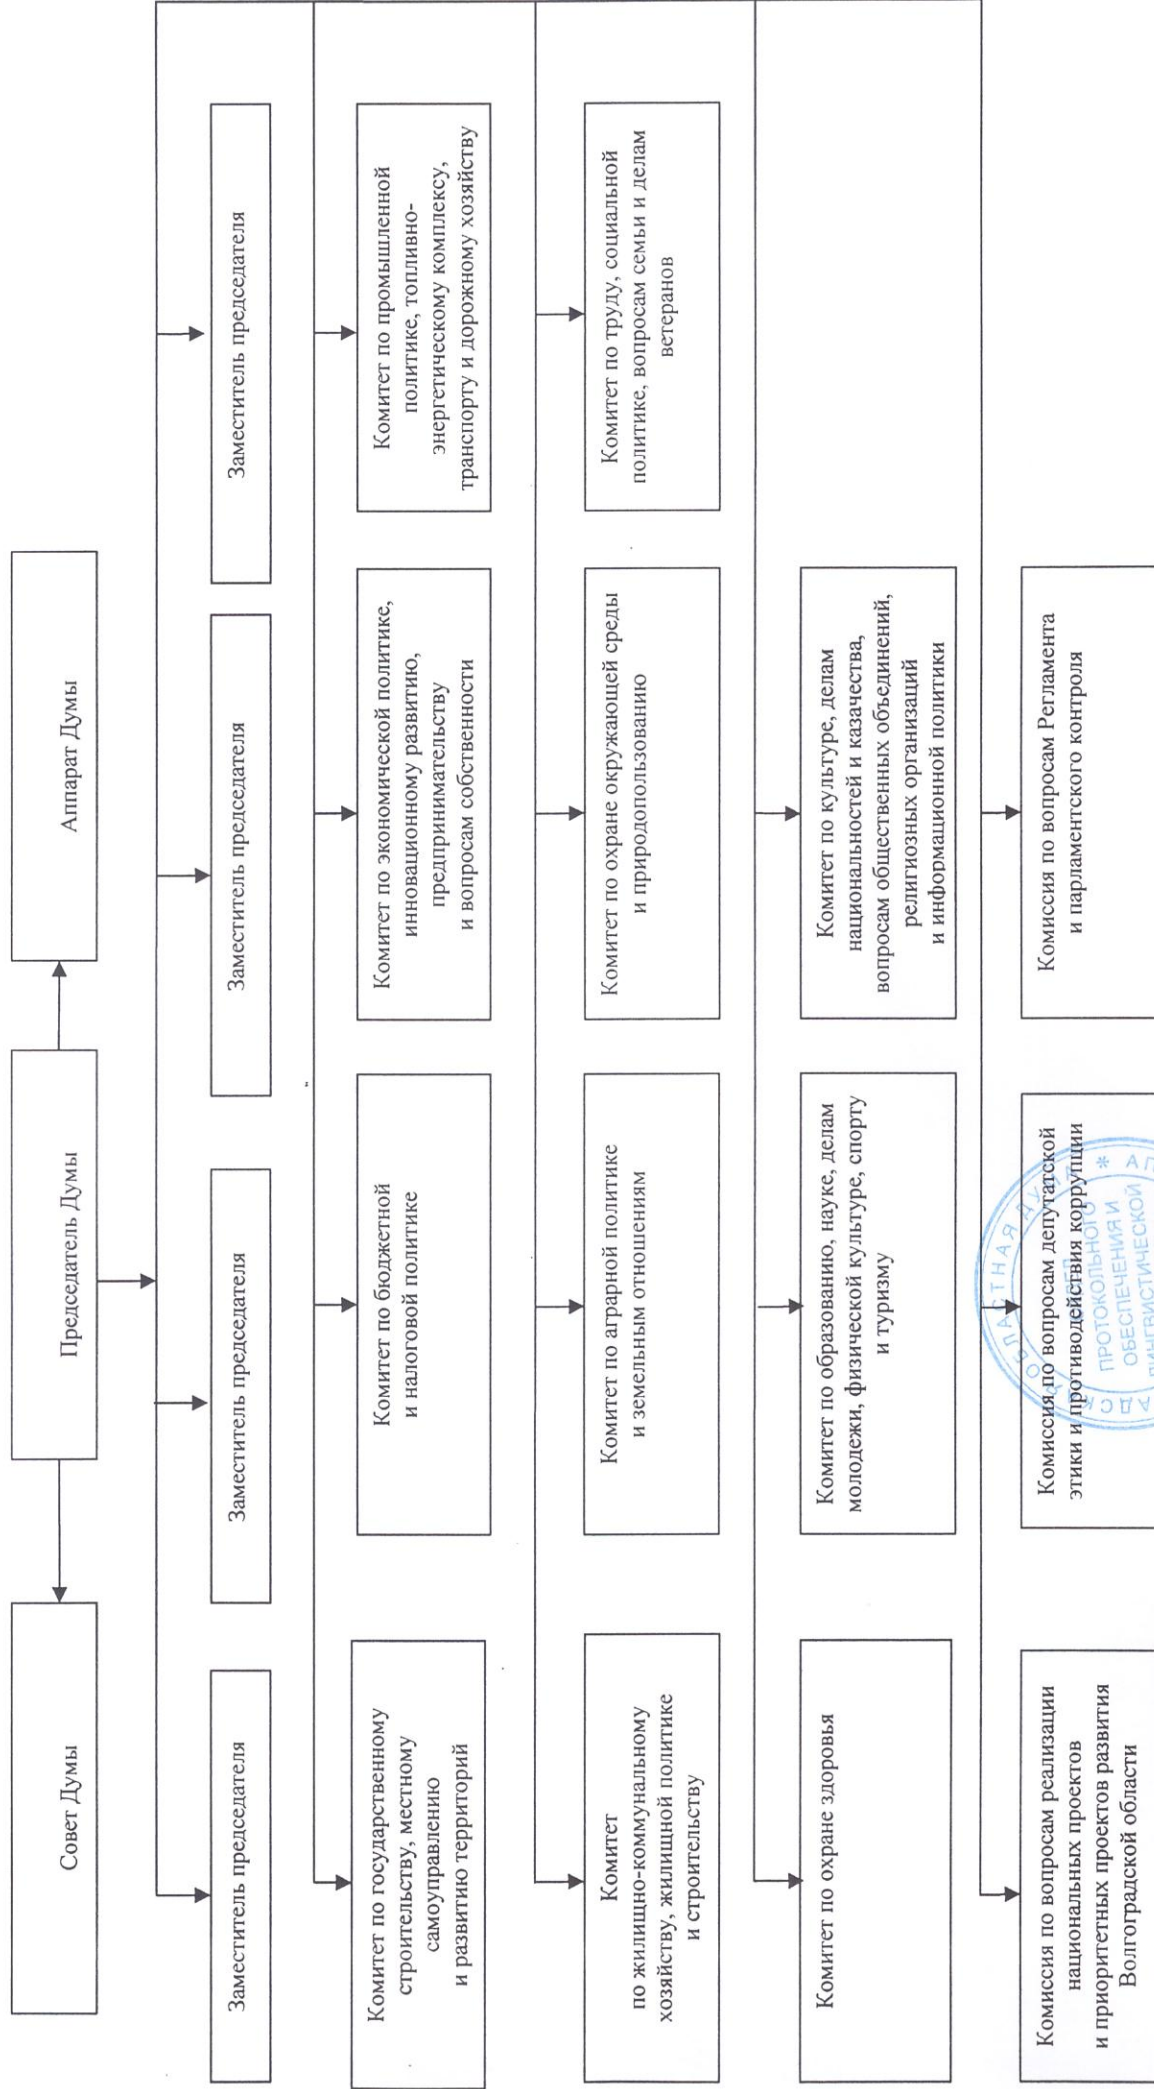 Совет Думы
Председатель Думы
Аппарат Думы
Заместитель председателя
Заместитель председателя
Заместитель председателя
Заместитель председателя
Комитет по государственному
строительству, местному
самоуправлению
и развитию территорий
Комитет по бюджетной
и налоговой политике
Комитет по экономической политике,
инновационному развитию,
предпринимательству
и вопросам собственности
Комитет по промышленной
политике, топливно-
энергетическому комплексу,
транспорту и дорожному хозяйству
Комитет
по жилищно-коммунальному
хозяйству, жилищной политике
и строительству
Комитет по аграрной политике
и земельным отношениям
Комитет по охране окружающей среды
и природопользованию
Комитет по труду, социальной
политике, вопросам семьи и делам
ветеранов
Комитет по охране здоровья
Комитет по образованию, науке, делам
молодежи, физической культуре, спорту
и туризму
Комитет по культуре, делам
национальностей и казачества,
вопросам общественных объединений,
религиозных организаций
и информационной политики
Комиссия по вопросам реализации
национальных проектов
и приоритетных проектов развития
Волгоградской области
Комиссия по вопросам депутатской
этики и противодействия коррупции
Комиссия по вопросам Регламента
и парламентского контроля
ОБЛАСТНАЯ
ПРОТОКОЛЬНОГО
ОБЕСПЕЧЕНИЯ И
ЛИНГВИСТИЧЕСКОЙ